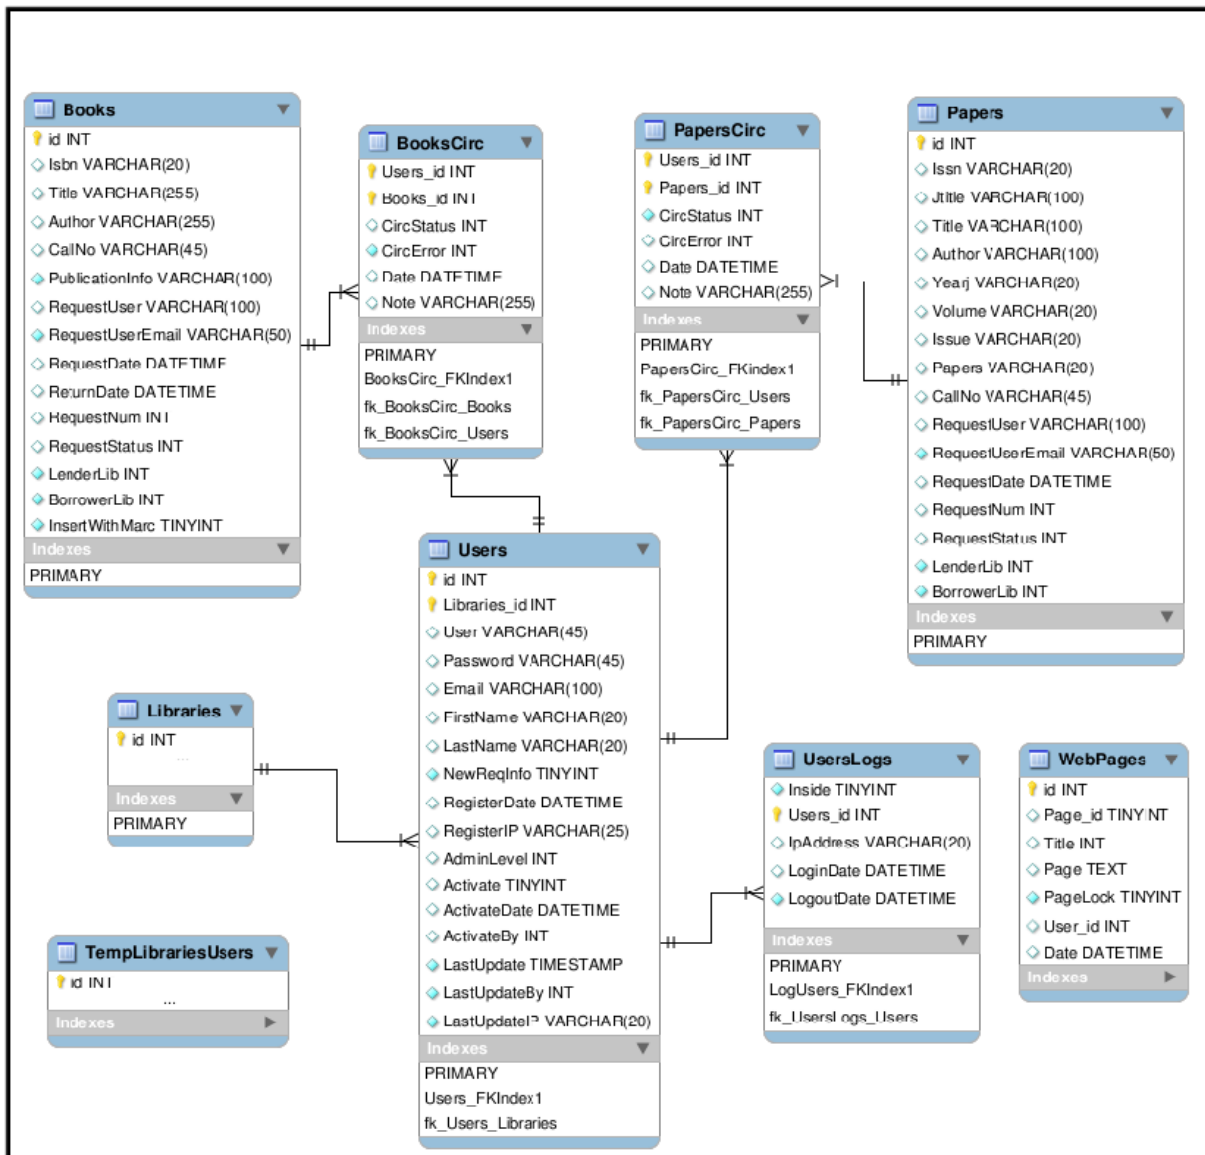 Books
id INT
Isbn VARCHAR(20)
Title VARCHAR(255)
Author VARCHAR(255)
CallNo VARCHAR(45)
PublicationInfo VARCHAR(100)
RequestUser VARCHAR(100)
RequestUserEmail VARCHAR(50)
RequestDate DATETIME
ReturnDate DATETIME
RequestNum INT
RequestStatus INT
LenderLib INT
BorrowerLib INT
InsertWithMarc TINYINT
Indexes
PRIMARY
BooksCirc
Users_id INT
Books_id INT
CircStatus INT
CircError INT
Date DATETIME
Note VARCHAR(255)
Indexes
PRIMARY
BooksCirc_FKIndex1
fk_BooksCirc_Books
fk_BooksCirc_Users
PapersCirc
Users_id INT
Papers_id INT
CircStatus INT
CircError INT
Date DATETIME
Note VARCHAR(255)
Indexes
PRIMARY
PapersCirc_FKindex1
fk_PapersCirc_Users
fk_PapersCirc_Papers
Papers
id INT
Issn VARCHAR(20)
Jtitle VARCHAR(100)
Title VARCHAR(100)
Author VARCHAR(100)
Yearj VARCHAR(20)
Volume VARCHAR(20)
Issue VARCHAR(20)
Papers VARCHAR(20)
CallNo VARCHAR(45)
RequestUser VARCHAR(100)
RequestUserEmail VARCHAR(50)
RequestDate DATETIME
RequestNum INT
RequestStatus INT
LenderLib INT
BorrowerLib INT
Indexes
PRIMARY
Users
id INT
Libraries_id INT
User VARCHAR(45)
Password VARCHAR(45)
Email VARCHAR(100)
FirstName VARCHAR(20)
LastName VARCHAR(20)
NewReqInfo TINYINT
RegisterDate DATETIME
RegisterIP VARCHAR(25)
AdminLevel INT
Activate TINYINT
ActivateDate DATETIME
ActivateBy INT
LastUpdate TIMESTAMP
LastUpdateBy INT
LastUpdateIP VARCHAR(20)
Indexes
PRIMARY
Users_FKIndex1
fk_Users_Libraries
Libraries
id INT
...
Indexes
PRIMARY
TempLibrariesUsers
id INT
...
Indexes
UsersLogs
Inside TINYINT
Users_id INT
IpAddress VARCHAR(20)
LoginDate DATETIME
LogoutDate DATETIME
Indexes
PRIMARY
LogUsers_FKIndex1
fk_UsersLogs_Users
WebPages
id INT
Page_id TINYINT
Title INT
Page TEXT
PageLock TINYINT
User_id INT
Date DATETIME
Indexes